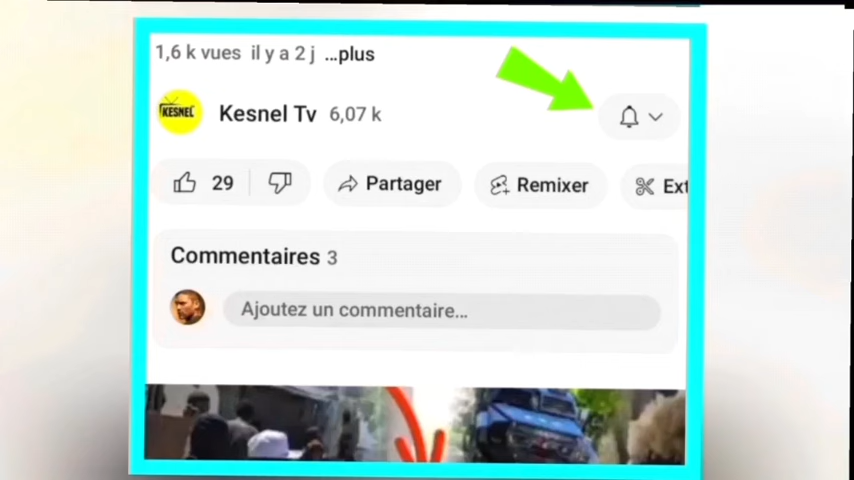 1,6 k vues il y a 2 j ...plus
KESNEL
Kesnel Tv 6,07 k
29
Partager
Remixer
Ext
Commentaires 3
Ajoutez un commentaire...